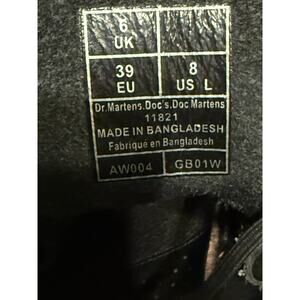 6
UK
39
EU
8
US L
Dr.Martens.Doc's.Doc Martens
11821
MADE IN BANGLADESH
Fabrique en Bangladesh
AW004
GB01W